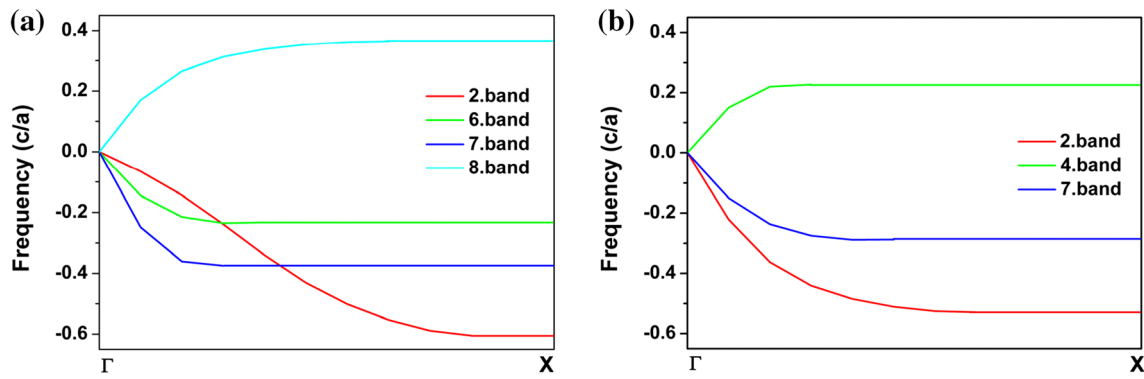 (a)
Frequency (c/a)
0.4
0.2
0.0
-0.2
-0.4
-0.6
2.band
6.band
7.band
8.band
Γ
X
(b)
Frequency (c/a)
0.4
0.2
0.0
-0.2
-0.4
-0.6
2.band
4.band
7.band
Γ
X